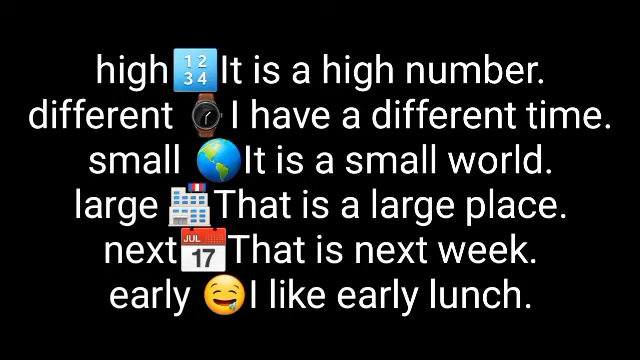 high🔢It is a high number.
different ⌚I have a different time.
small 🌎It is a small world.
large 🏣That is a large place.
next📅That is next week.
early 🤤I like early lunch.